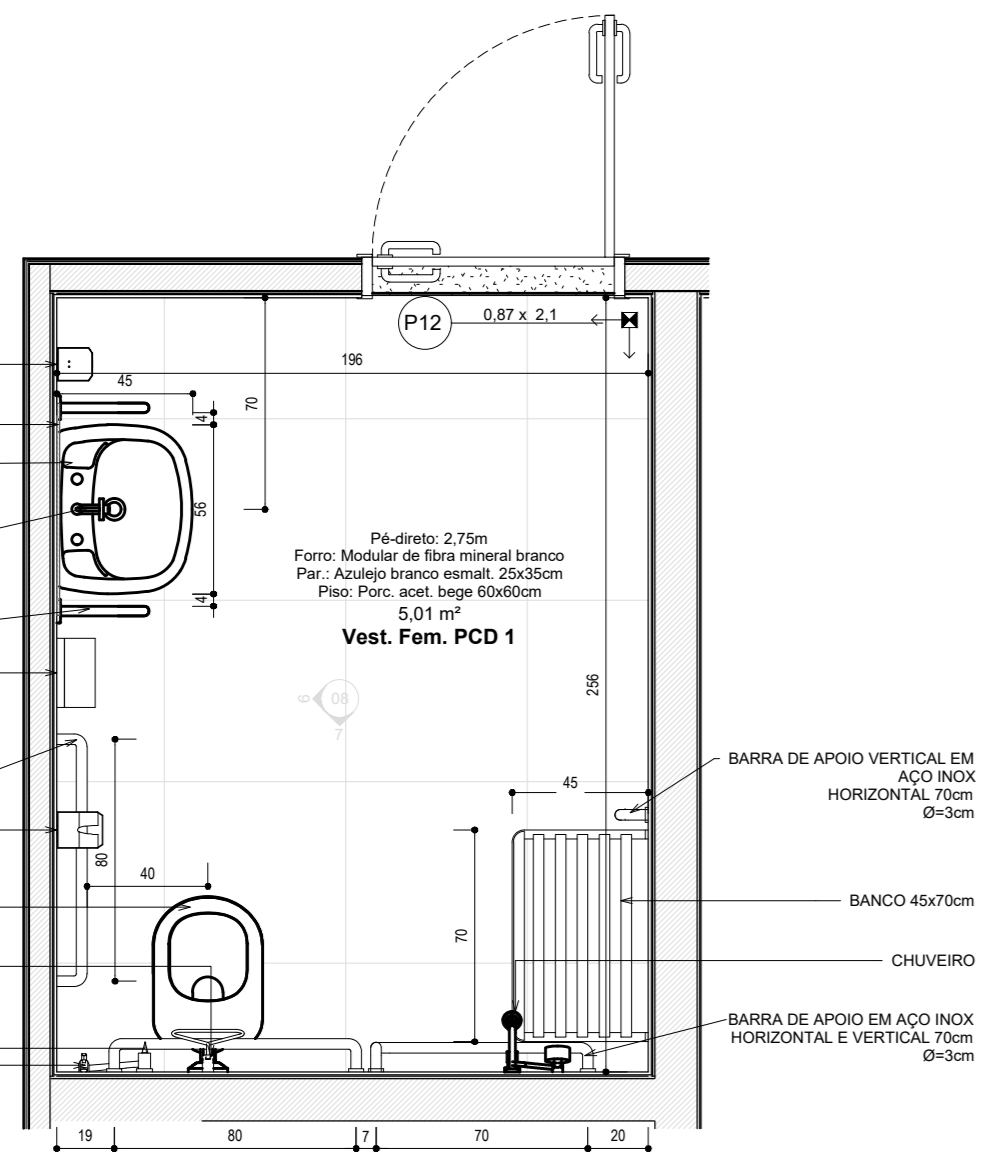 P12
0,87 x 2,1
196
45
70
4
56
4
Pé-direto: 2,75m
Forro: Modular de fibra mineral branco
Par.: Azulejo branco esmalt. 25x35cm
Piso: Porc. acet. bege 60x60cm
5,01 m²
Vest. Fem. PCD 1
256
08
6
7
BARRA DE APOIO VERTICAL EM
AÇO INOX
HORIZONTAL 70cm
Ø=3cm
45
80
40
70
BANCO 45x70cm
CHUVEIRO
BARRA DE APOIO EM AÇO INOX
HORIZONTAL E VERTICAL 70cm
Ø=3cm
19
80
7
70
20